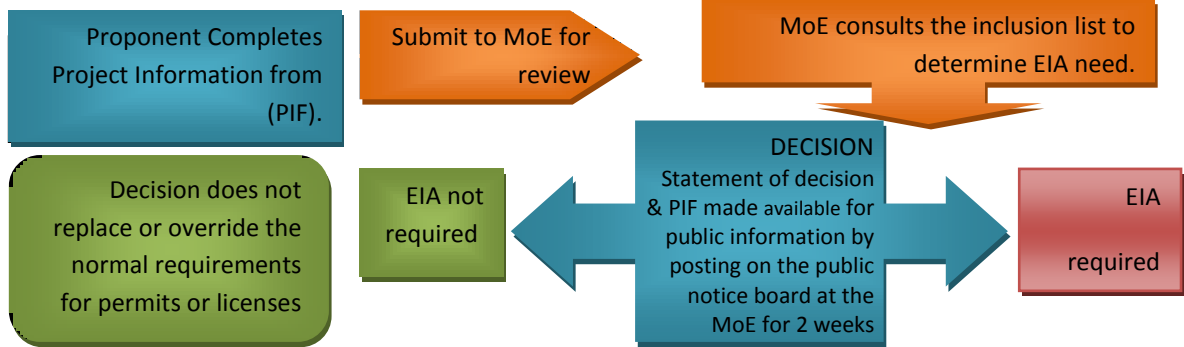 Proponent Completes
Project Information from
(PIF).
Submit to MoE for
review
MoE consults the inclusion list to
determine EIA need.
Decision does not
replace or override the
normal requirements
for permits or licenses
EIA not
required
DECISION
Statement of decision
& PIF made available for
public information by
posting on the public
notice board at the
MoE for 2 weeks
EIA
required